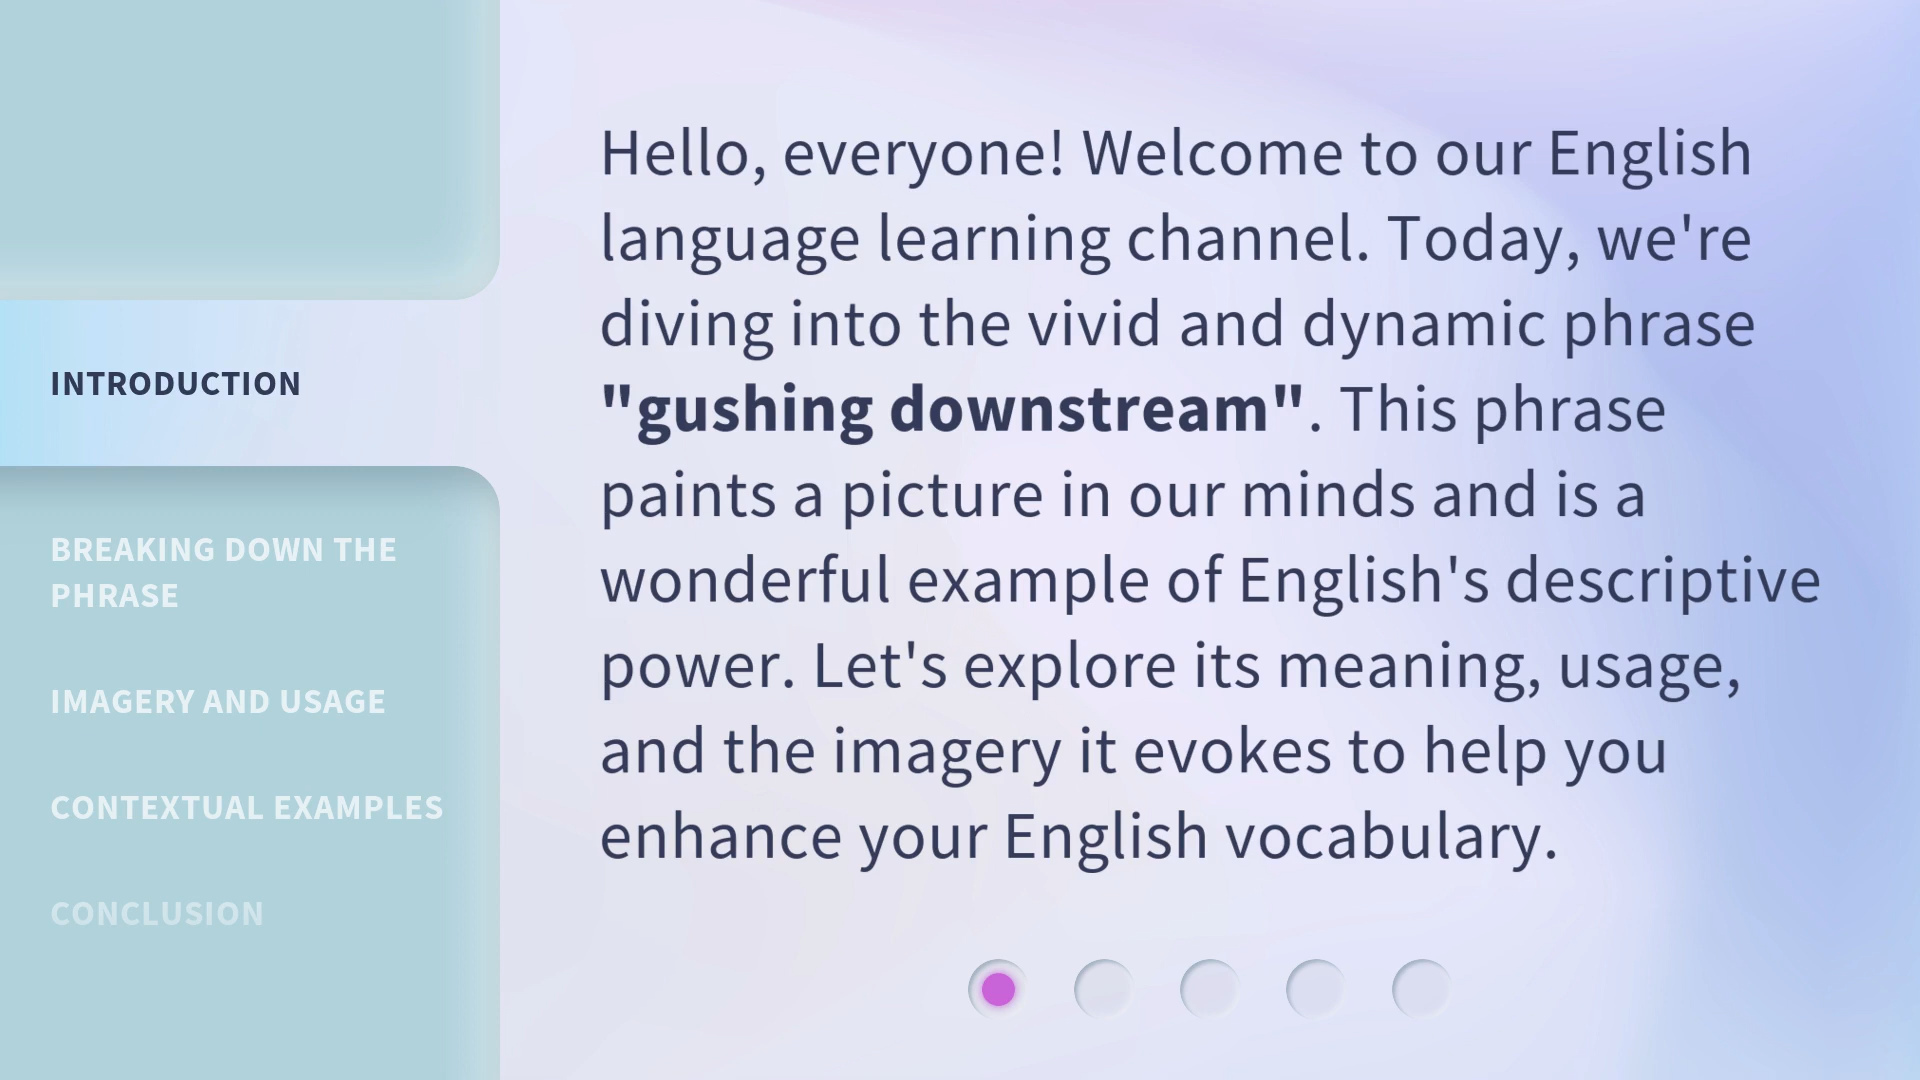 INTRODUCTION
BREAKING DOWN THE
PHRASE
IMAGERY AND USAGE
CONTEXTUAL EXAMPLES
CONCLUSION
Hello, everyone! Welcome to our English
language learning channel. Today, we're
diving into the vivid and dynamic phrase
"gushing downstream". This phrase
paints a picture in our minds and is a
wonderful example of English's descriptive
power. Let's explore its meaning, usage,
and the imagery it evokes to help you
enhance your English vocabulary.